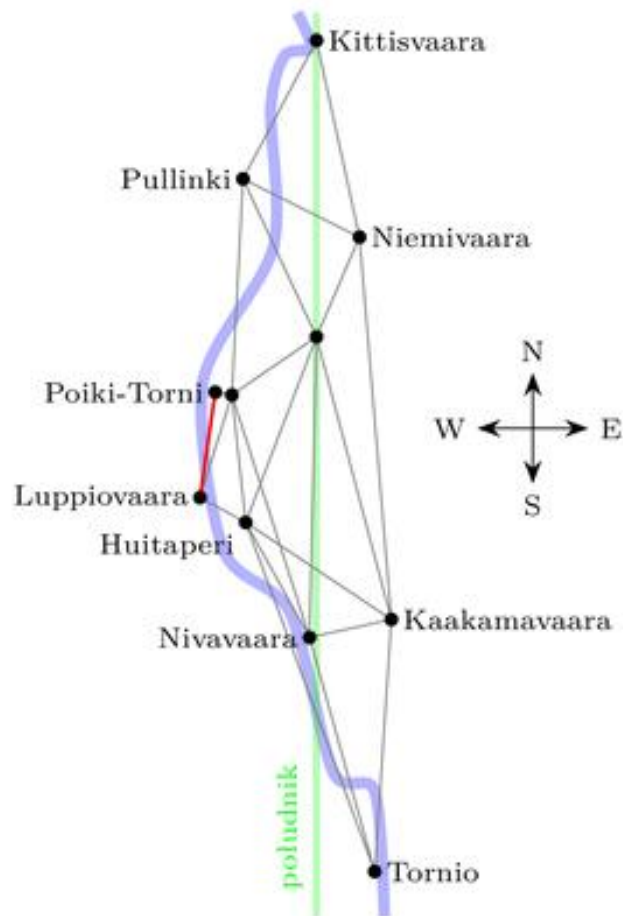 Kittisvaara
Pullinki
Niemivaara
N
Poiki-Torni
W
E
Luppiovaara
S
Huitaperi
Kaakamavaara
Nivavaara
południk
Tornio